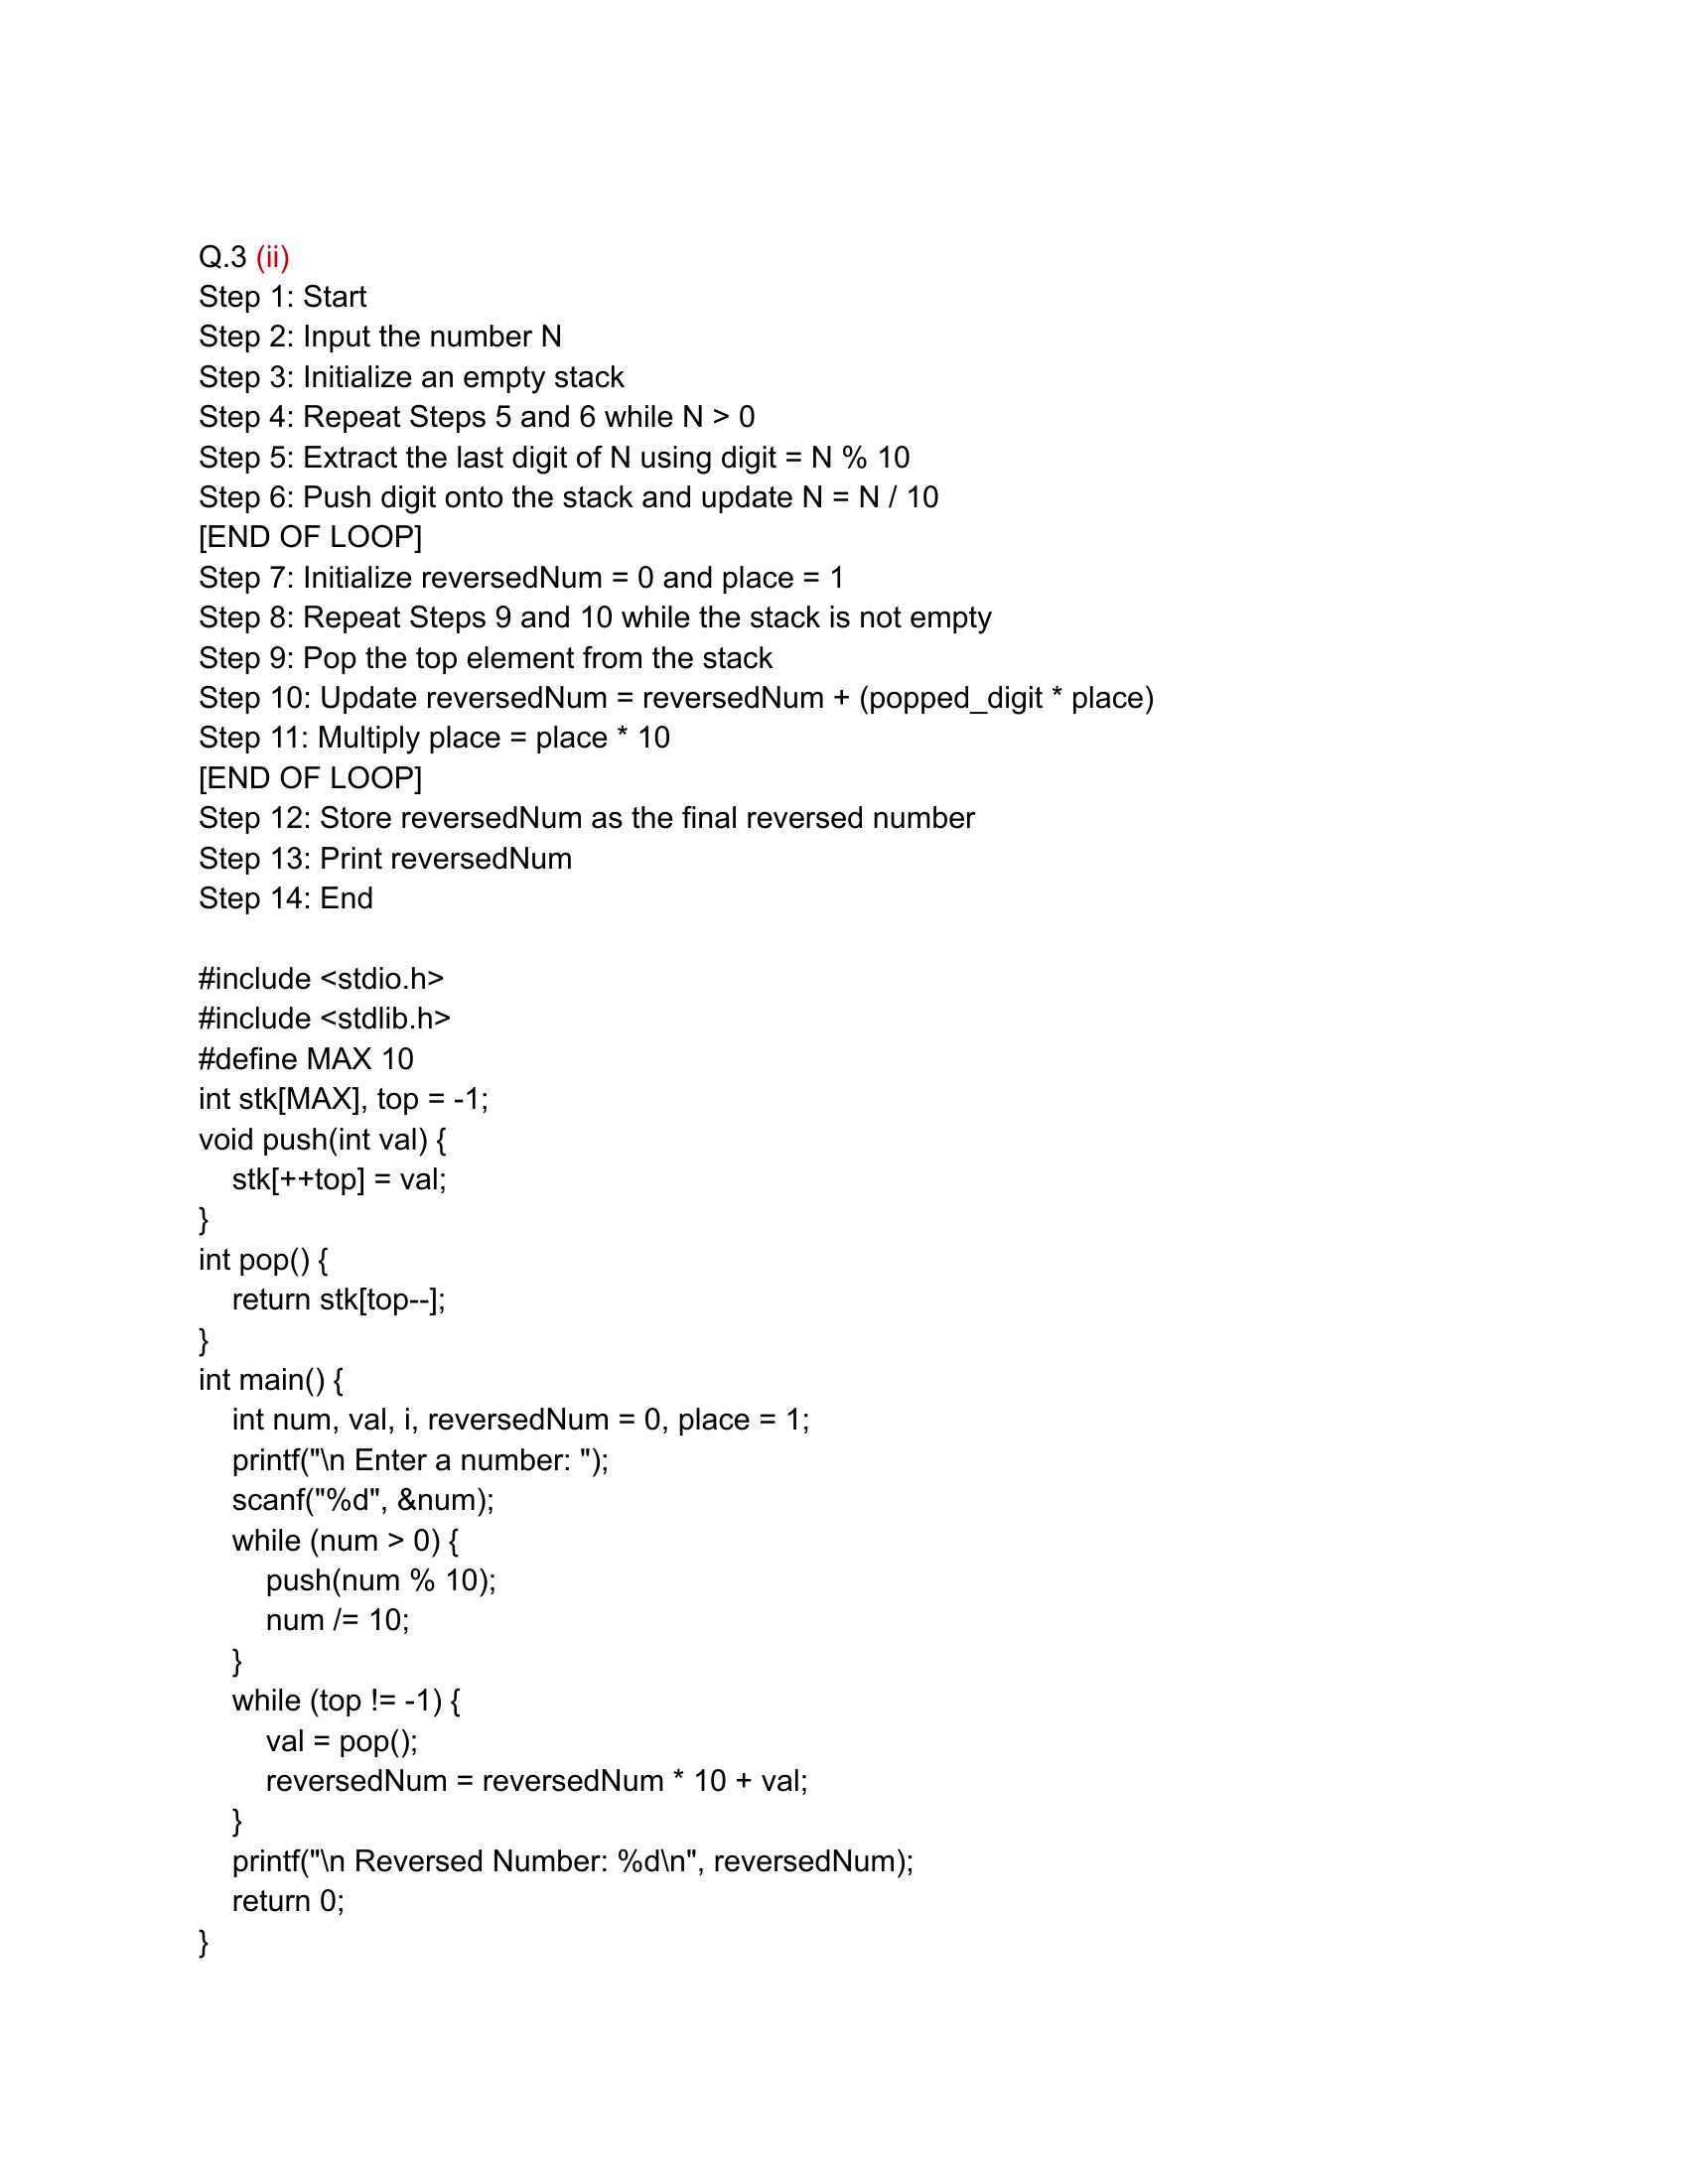 Q.3 (ii)
Step 1: Start
Step 2: Input the number N
Step 3: Initialize an empty stack
Step 4: Repeat Steps 5 and 6 while N > 0
Step 5: Extract the last digit of N using digit = N % 10
Step 6: Push digit onto the stack and update N = N / 10
[END OF LOOP]
Step 7: Initialize reversedNum = 0 and place = 1
Step 8: Repeat Steps 9 and 10 while the stack is not empty
Step 9: Pop the top element from the stack
Step 10: Update reversedNum = reversedNum + (popped_digit * place)
Step 11: Multiply place = place * 10
[END OF LOOP]
Step 12: Store reversedNum as the final reversed number
Step 13: Print reversedNum
Step 14: End

#include <stdio.h>
#include <stdlib.h>
#define MAX 10
int stk[MAX], top = -1;
void push(int val) {
    stk[++top] = val;
}
int pop() {
    return stk[top--];
}
int main() {
    int num, val, i, reversedNum = 0, place = 1;
    printf("\n Enter a number: ");
    scanf("%d", &num);
    while (num > 0) {
        push(num % 10);
        num /= 10;
    }
    while (top != -1) {
        val = pop();
        reversedNum = reversedNum * 10 + val;
    }
    printf("\n Reversed Number: %d\n", reversedNum);
    return 0;
}